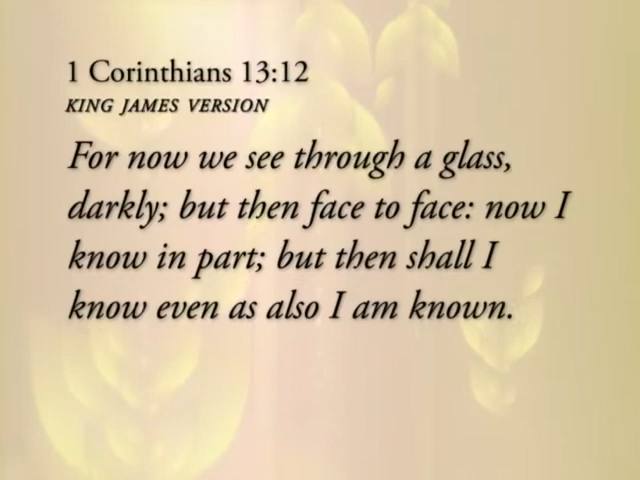 1 Corinthians 13:12
KING JAMES VERSION
For now we see through a glass,
darkly; but then face to face: now I
know in part; but then shall I
know even as also I am known.